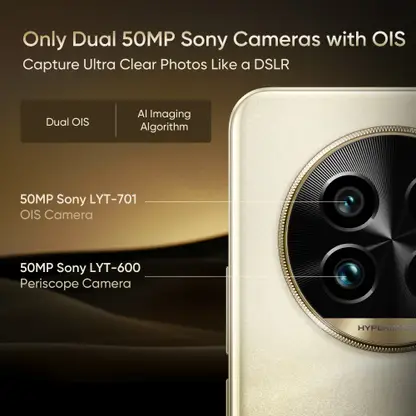 Only Dual 50MP Sony Cameras with OIS
Capture Ultra Clear Photos Like a DSLR
Dual OIS
AI Imaging
Algorithm
50MP Sony LYT-701
OIS Camera
50MP Sony LYT-600
Periscope Camera